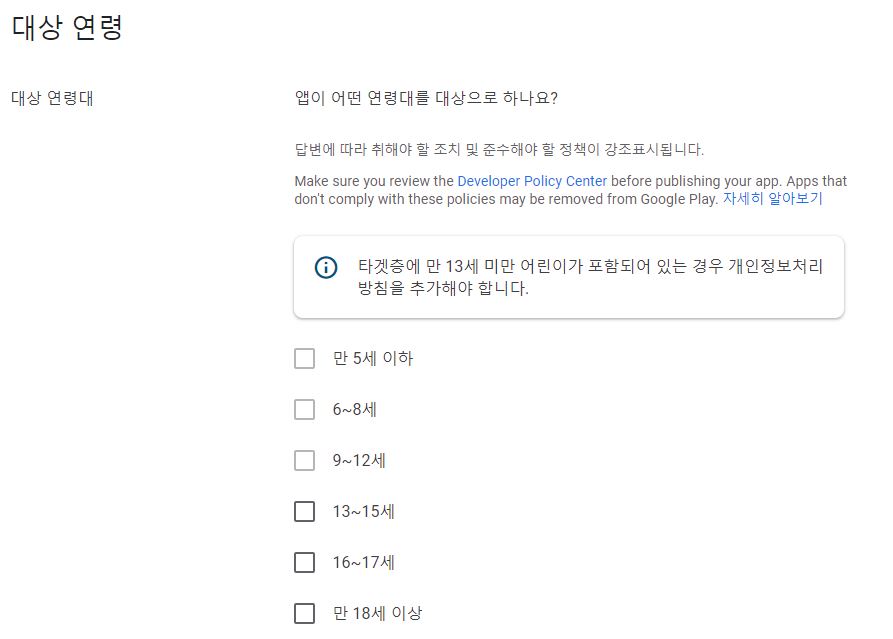 대상 연령
대상 연령대
앱이 어떤 연령대를 대상으로 하나요?
답변에 따라 취해야 할 조치 및 준수해야 할 정책이 강조표시됩니다.
Make sure you review the Developer Policy Center before publishing your app. Apps that
don't comply with these policies may be removed from Google Play. 자세히 알아보기
타겟층에 만 13세 미만 어린이가 포함되어 있는 경우 개인정보처리
방침을 추가해야 합니다.
만 5세 이하
6~8세
9~12세
13~15세
16~17세
만 18세 이상